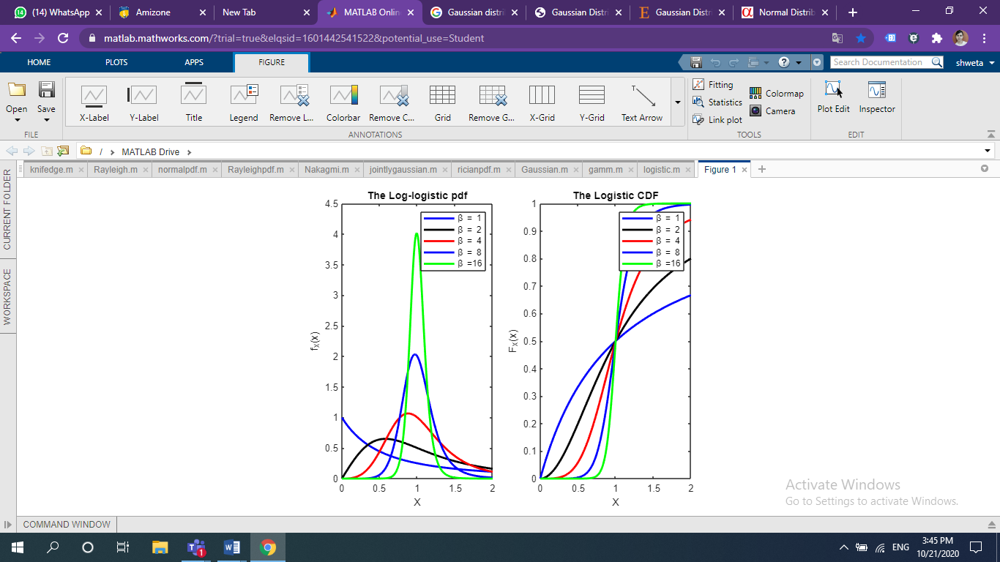 (14) WhatsApp
Amizone
New Tab
MATLAB Onlin
Gaussian distri
Gaussian Distri
Gaussian Distri
Normal Distrib
matlab.mathworks.com/?trial=true&elqsid=1601442541522&potential_use=Student
HOME PLOTS APPS FIGURE
Search Documentation
shweta
Open
Save
X-Label
Y-Label
Title
Legend
Remove L...
Colorbar
Remove C...
Grid
Remove G...
X-Grid
Y-Grid
Text Arrow
Fitting
Statistics
Link plot
Colormap
Camera
Plot Edit
Inspector
FILE
ANNOTATIONS
TOOLS
EDIT
/ › MATLAB Drive ›
CURRENT FOLDER
WORKSPACE
knifedge.m
Rayleigh.m
normalpdf.m
Rayleighpdf.m
Nakagmi.m
jointlygaussian.m
ricianpdf.m
Gaussian.m
gamm.m
logistic.m
Figure 1
The Log-logistic pdf
4.5
4
3.5
3
2.5
2
1.5
1
0.5
0
fX(x)
0 0.5 1 1.5 2
X
β = 1
β = 2
β = 4
β = 8
β =16
The Logistic CDF
1
0.9
0.8
0.7
0.6
0.5
0.4
0.3
0.2
0.1
0
FX(x)
0 0.5 1 1.5 2
X
β = 1
β = 2
β = 4
β = 8
β =16
Activate Windows
Go to Settings to activate Windows.
COMMAND WINDOW
1
ENG
3:45 PM
10/21/2020